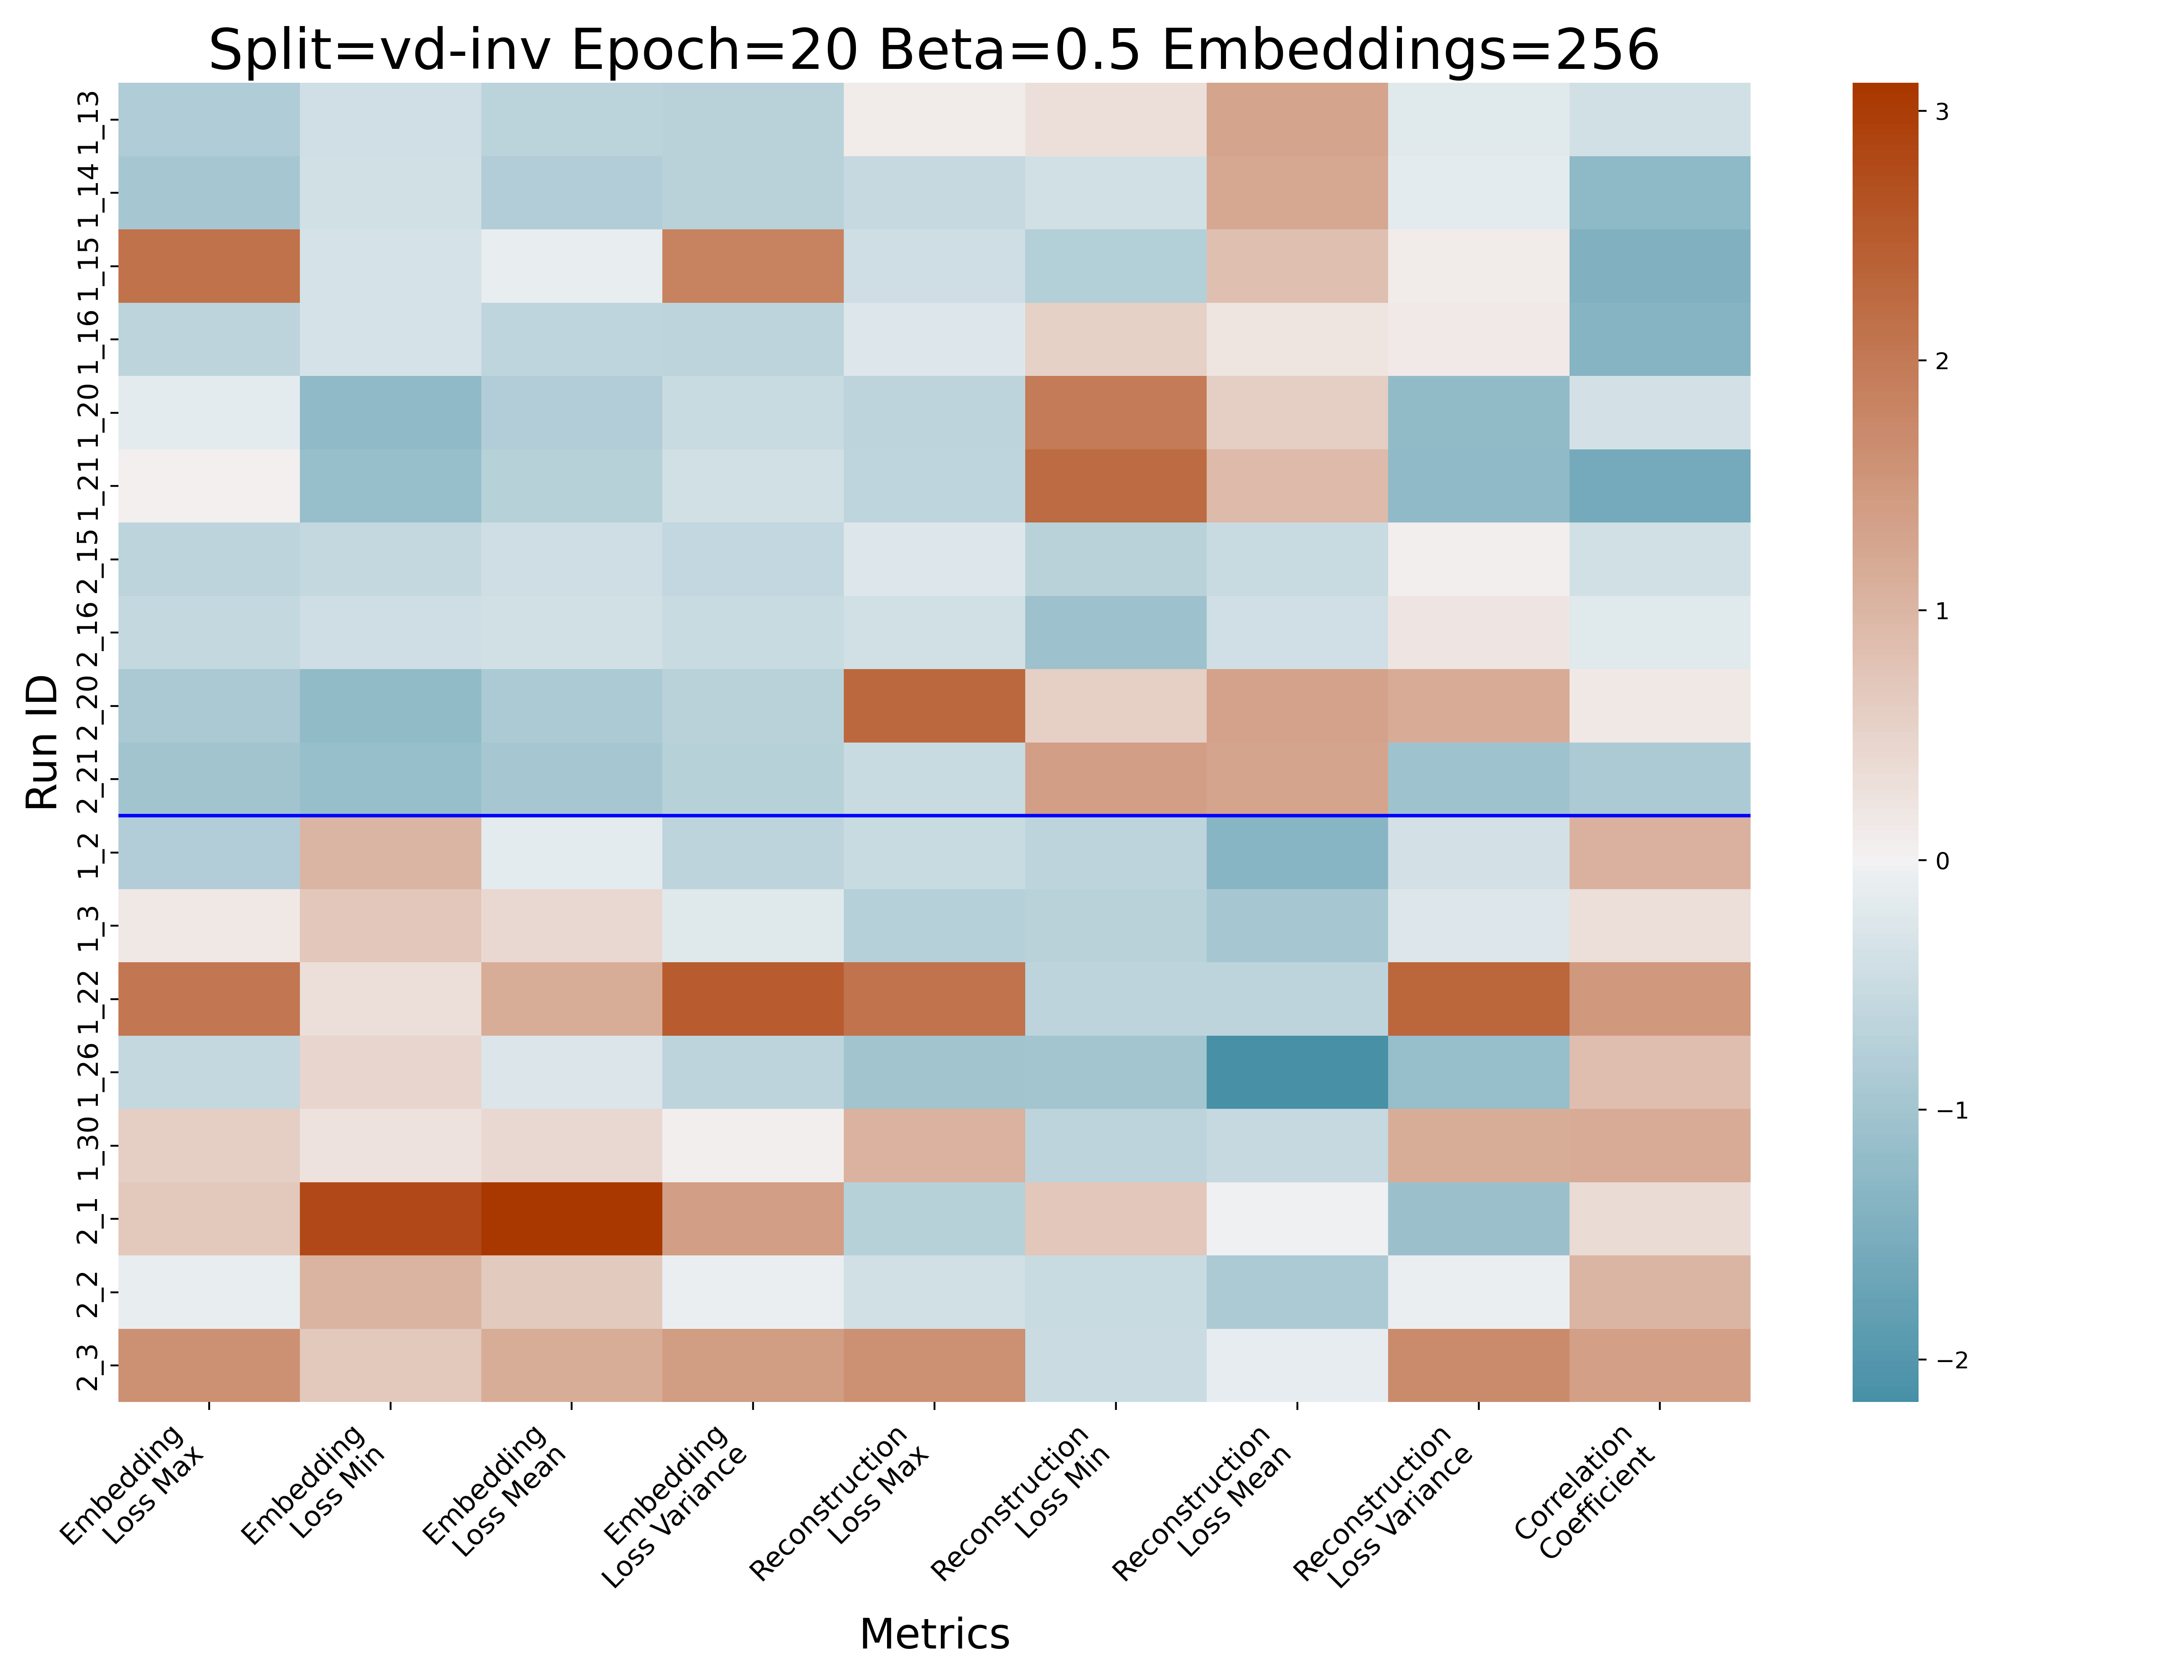 Split=vd-inv Epoch=20 Beta=0.5 Embeddings=256
Run ID
1_13
1_14
1_15
1_16
1_20
1_21
2_15
2_16
2_20
2_21
1_2
1_3
1_22
1_26
1_30
2_1
2_2
2_3
Embedding
Loss Max
Embedding
Loss Min
Embedding
Loss Mean
Embedding
Loss Variance
Reconstruction
Loss Max
Reconstruction
Loss Min
Reconstruction
Loss Mean
Reconstruction
Loss Variance
Correlation
Coefficient
Metrics
3
2
1
0
−1
−2